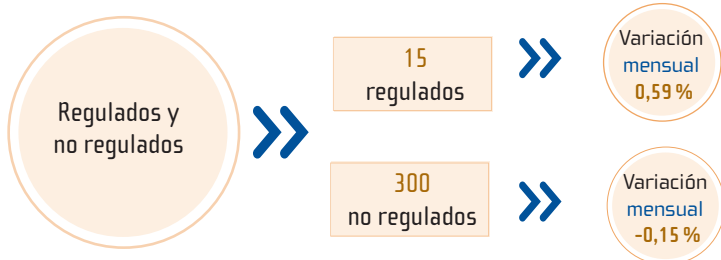 Regulados y
no regulados
15
regulados
Variación
mensual
0,59 %
300
no regulados
Variación
mensual
-0,15 %